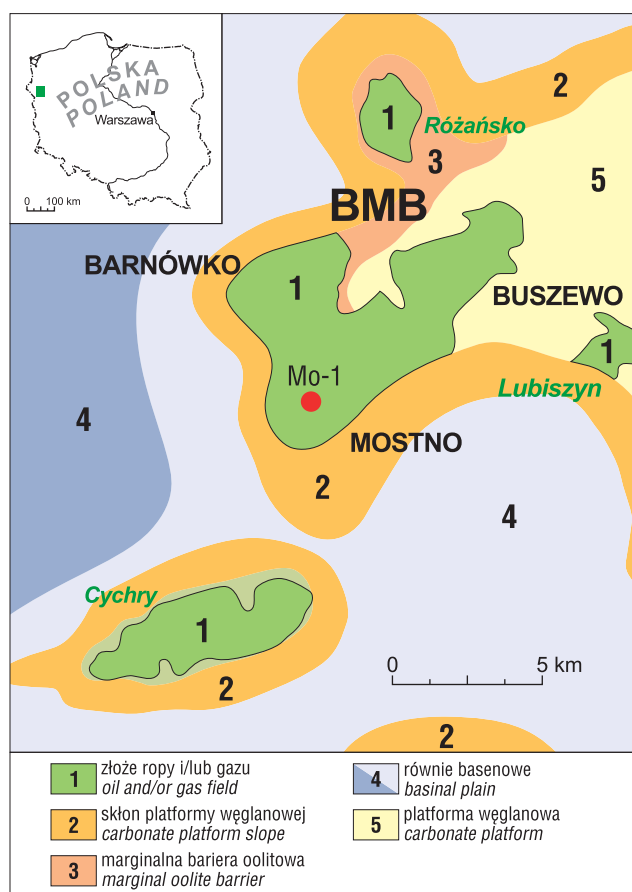 POLSKA
POLAND
Warszawa
0 100 km
2
1
Różańsko
3
5
BMB
BARNÓWKO
1
BUSZEWO
1
Mo-1
Lubiszyn
4
MOSTNO
2
4
Cychry
1
0 5 km
2
2
1 złoże ropy i/lub gazu
oil and/or gas field
2 skłon platformy węglanowej
carbonate platform slope
3 marginalna bariera oolitowa
marginal oolite barrier
4 równie basenowe
basinal plain
5 platforma węglanowa
carbonate platform